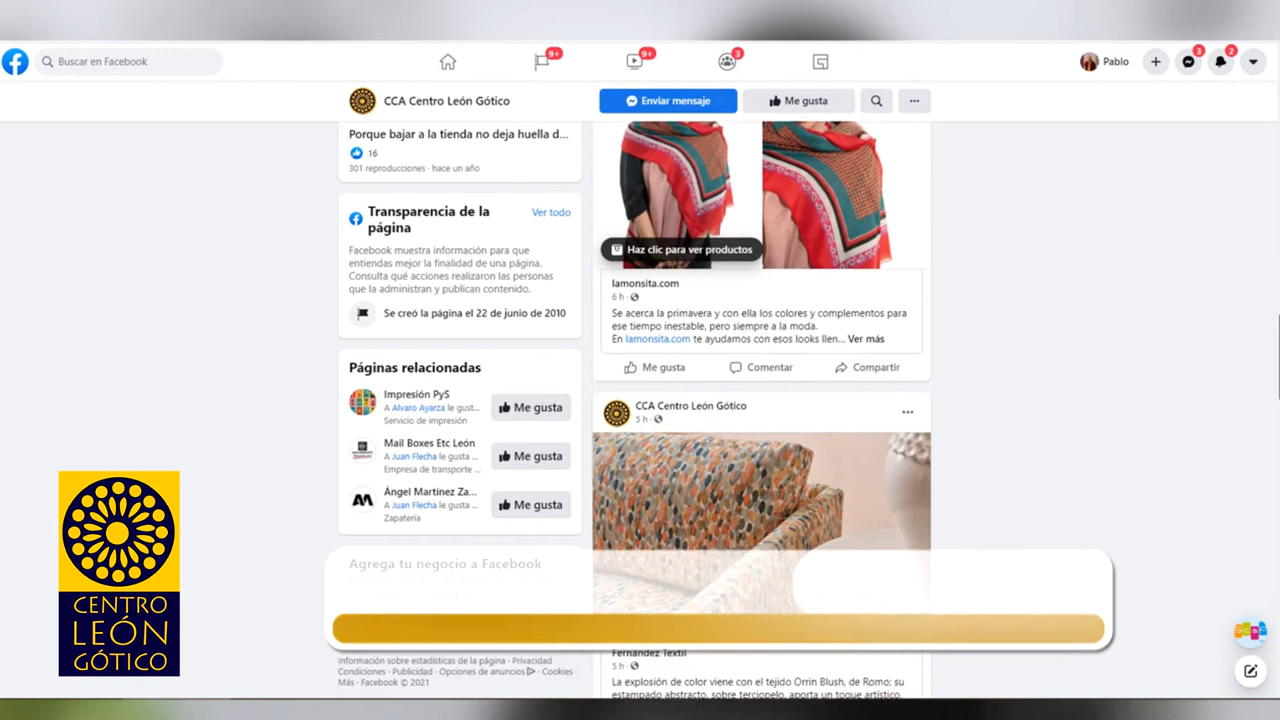 Buscar en Facebook
9+
9+
3
Pablo
3
2
CCA Centro León Gótico
Enviar mensaje
Me gusta
Porque bajar a la tienda no deja huella d...
16
301 reproducciones · hace un año
Transparencia de la página
Ver todo
Facebook muestra información para que
entiendas mejor la finalidad de una página.
Consulta qué acciones realizaron las personas
que la administran y publican contenido.
Se creó la página el 22 de junio de 2010
Páginas relacionadas
Impresión PyS
A Alvaro Ayarza le gust...
Servicio de impresión
Me gusta
Mail Boxes Etc León
A Juan Flecha le gusta ...
Empresa de transporte ...
Me gusta
Ángel Martínez Za...
A Juan Flecha le gusta ...
Zapatería
Me gusta
Agrega tu negocio a Facebook
Información sobre estadísticas de la página · Privacidad
Condiciones · Publicidad · Opciones de anuncios · Cookies ·
Más · Facebook © 2021
Haz clic para ver productos
lamonsita.com
6 h ·
Se acerca la primavera y con ella los colores y complementos para
ese tiempo inestable, pero siempre a la moda.
En lamonsita.com te ayudamos con esos looks llen... Ver más
Me gusta
Comentar
Compartir
CCA Centro León Gótico
5 h ·
Fernández Textil
5 h ·
La explosión de color viene con el tejido Orrin Blush, de Romo; su
estampado abstracto, sobre terciopelo, aporta un toque artístico,
CENTRO
LEÓN
GÓTICO